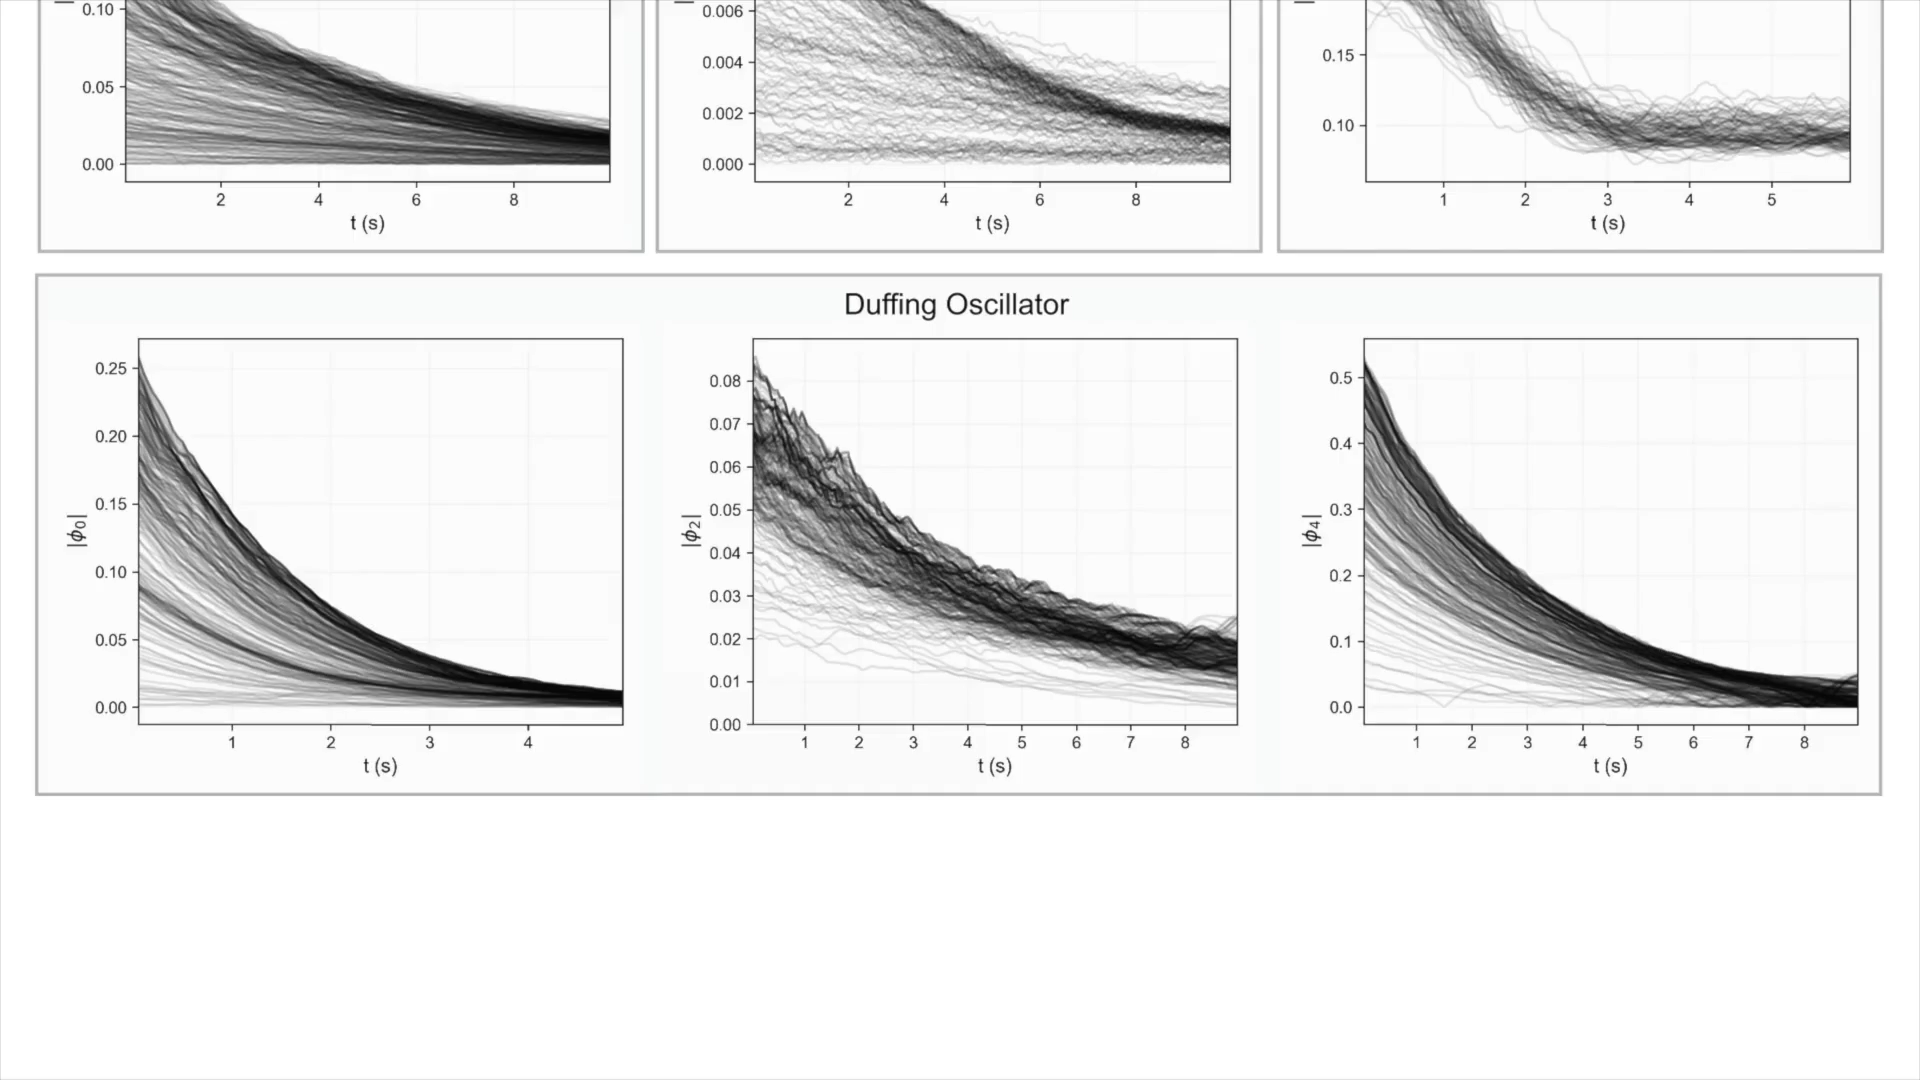 0.10
0.05
0.00
2 4 6 8
t (s)
0.006
0.004
0.002
0.000
2 4 6 8
t (s)
0.15
0.10
1 2 3 4 5
t (s)
Duffing Oscillator
0.25
0.20
0.15
0.10
0.05
0.00
|ϕ₀|
1 2 3 4
t (s)
0.08
0.07
0.06
0.05
0.04
0.03
0.02
0.01
0.00
|ϕ₂|
1 2 3 4 5 6 7 8
t (s)
0.5
0.4
0.3
0.2
0.1
0.0
|ϕ₄|
1 2 3 4 5 6 7 8
t (s)